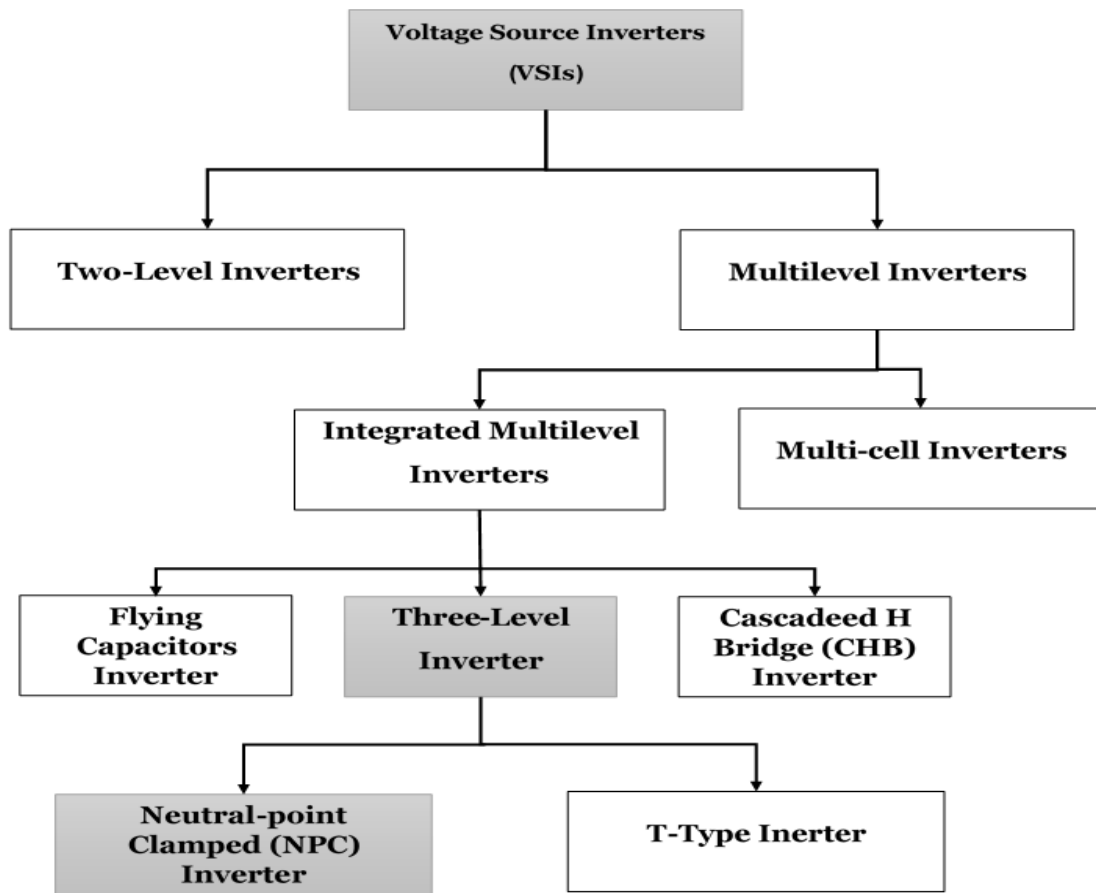 Voltage Source Inverters
(VSIs)
Two-Level Inverters
Multilevel Inverters
Integrated Multilevel
Inverters
Multi-cell Inverters
Flying
Capacitors
Inverter
Three-Level
Inverter
Cascadeed H
Bridge (CHB)
Inverter
Neutral-point
Clamped (NPC)
Inverter
T-Type Inerter